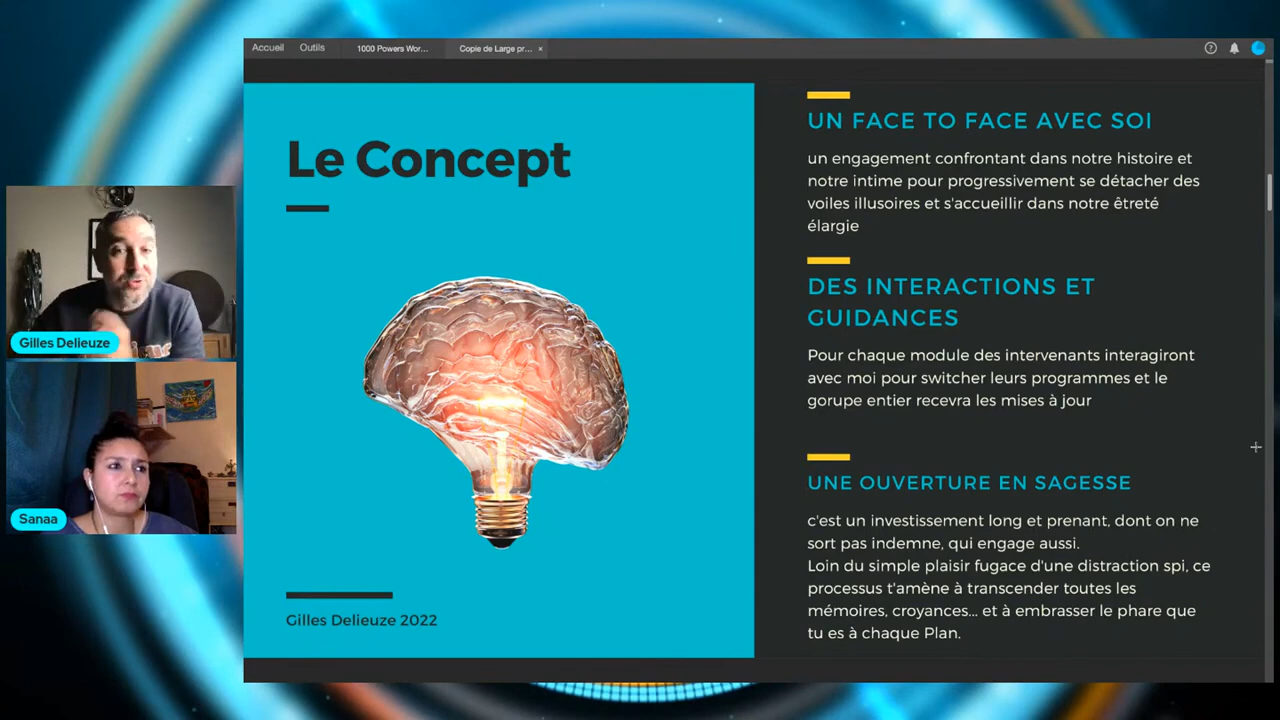 Accueil
Outils
1000 Powers Wor...
Copie de Large pr...
Le Concept
Gilles Delieuze 2022
UN FACE TO FACE AVEC SOI
un engagement confrontant dans notre histoire et
notre intime pour progressivement se détacher des
voiles illusoires et s'accueillir dans notre êtreté
élargie
DES INTERACTIONS ET
GUIDANCES
Pour chaque module des intervenants interagiront
avec moi pour switcher leurs programmes et le
gorupe entier recevra les mises à jour
UNE OUVERTURE EN SAGESSE
c'est un investissement long et prenant, dont on ne
sort pas indemne, qui engage aussi.
Loin du simple plaisir fugace d'une distraction spi, ce
processus t'amène à transcender toutes les
mémoires, croyances... et à embrasser le phare que
tu es à chaque Plan.
Gilles Delieuze
Sanaa